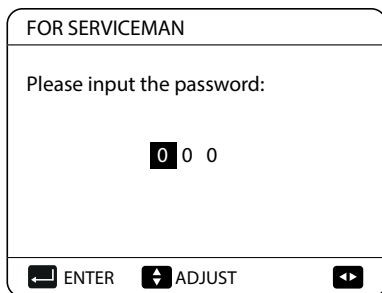 FOR SERVICEMAN
Please input the password:
0 0 0
ENTER ADJUST